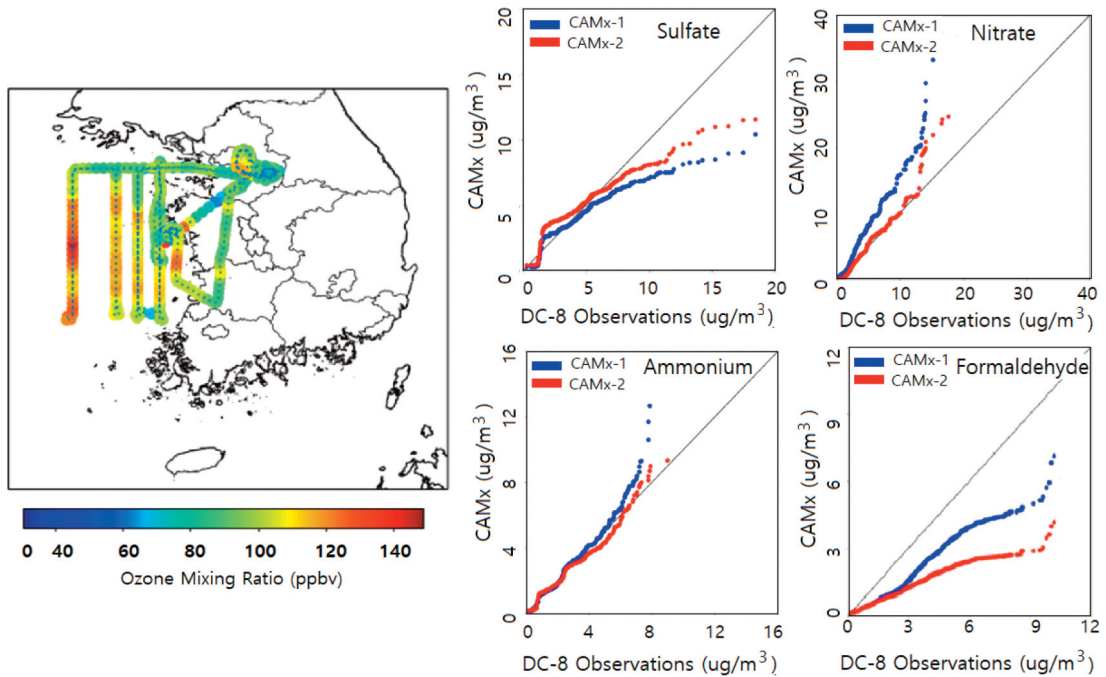 0 40 60 80 100 120 140
Ozone Mixing Ratio (ppbv)
CAMx-1
CAMx-2
Sulfate
20
15
10
5
0
CAMx (ug/m3)
0 5 10 15 20
DC-8 Observations (ug/m3)
CAMx-1
CAMx-2
Nitrate
40
30
20
10
0
CAMx (ug/m3)
0 10 20 30 40
DC-8 Observations (ug/m3)
CAMx-1
CAMx-2
Ammonium
16
12
8
4
0
CAMx (ug/m3)
0 4 8 12 16
DC-8 Observations (ug/m3)
CAMx-1
CAMx-2
Formaldehyde
12
9
6
3
0
CAMx (ug/m3)
0 3 6 9 12
DC-8 Observations (ug/m3)